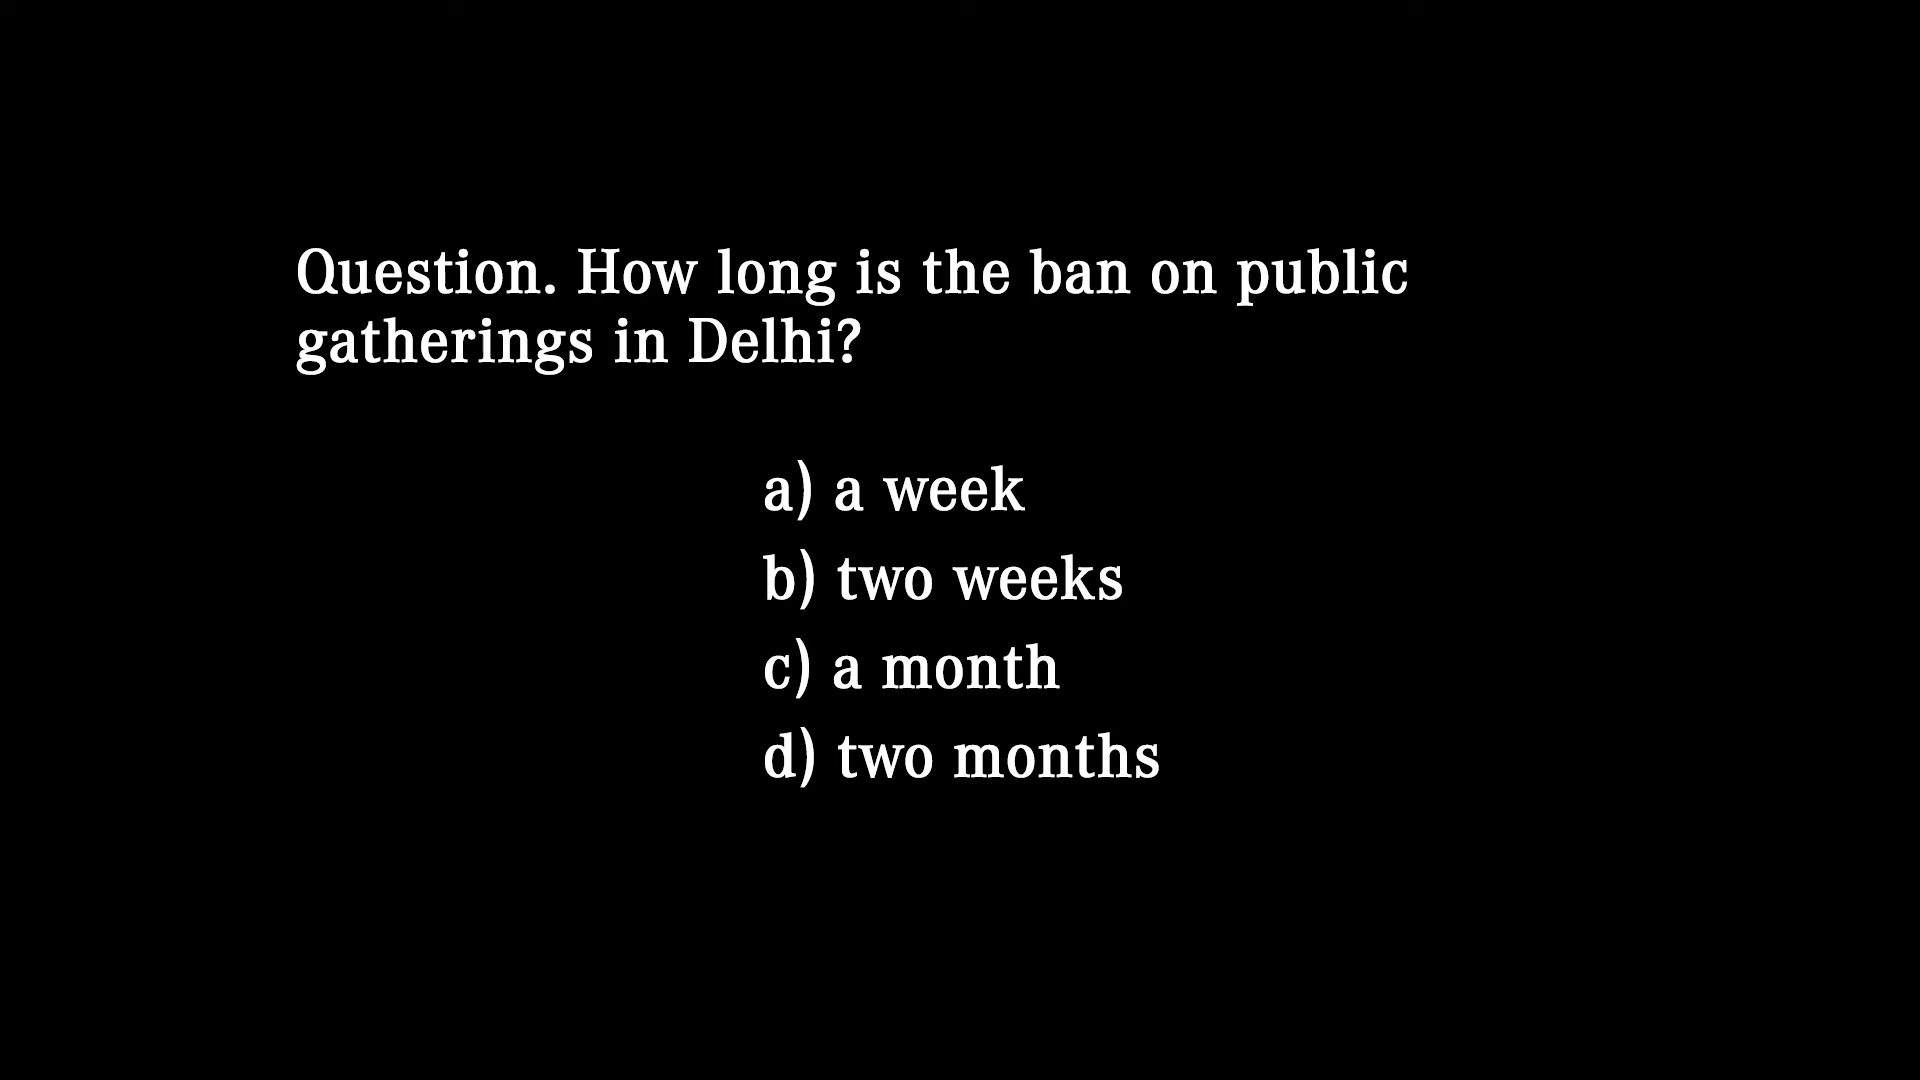 Question. How long is the ban on public
gatherings in Delhi?
a) a week
b) two weeks
c) a month
d) two months